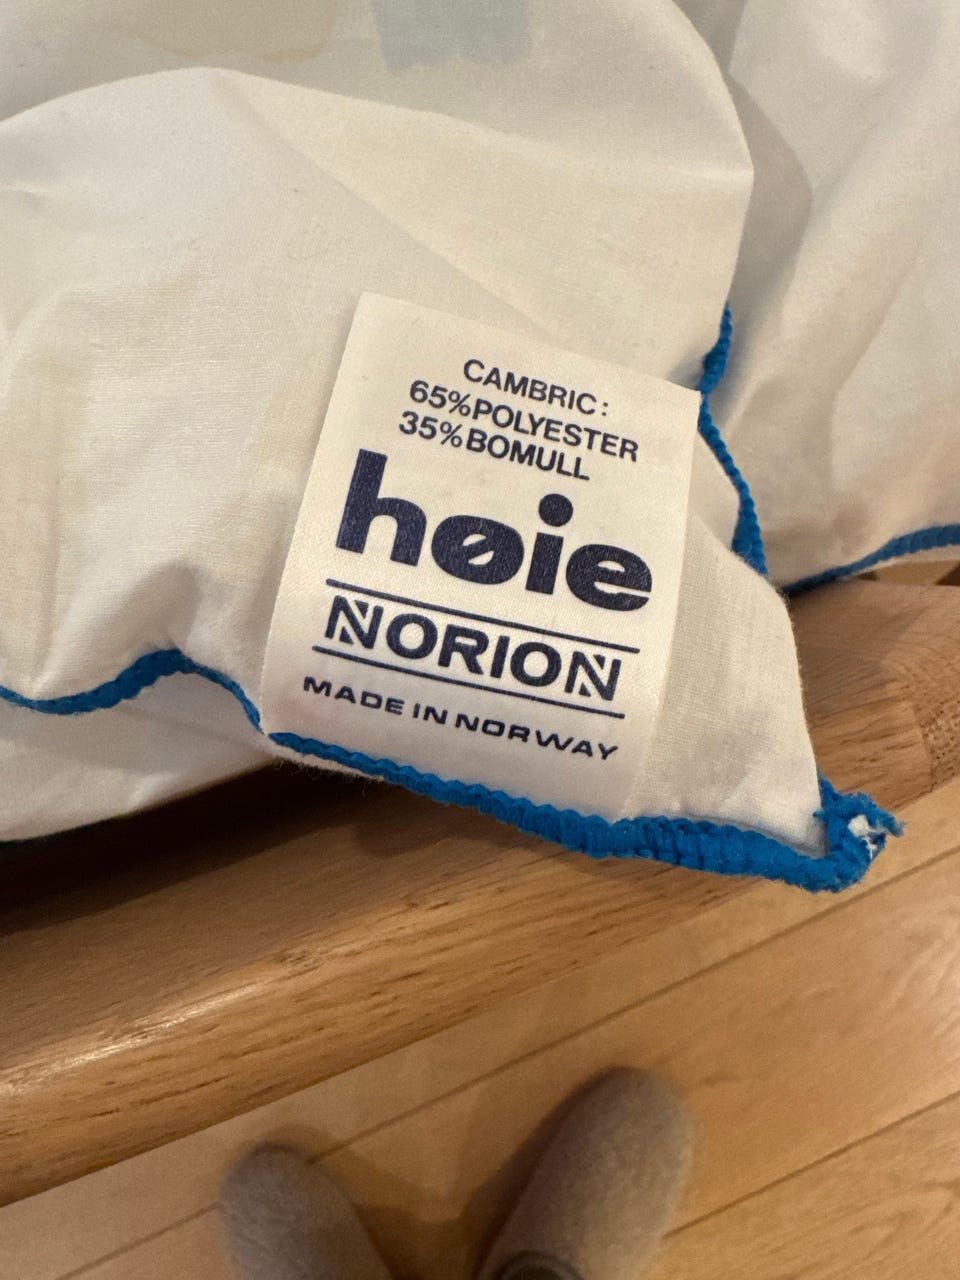 CAMBRIC:
65%POLYESTER
35%BOMULL
høie
NORION
MADE IN NORWAY